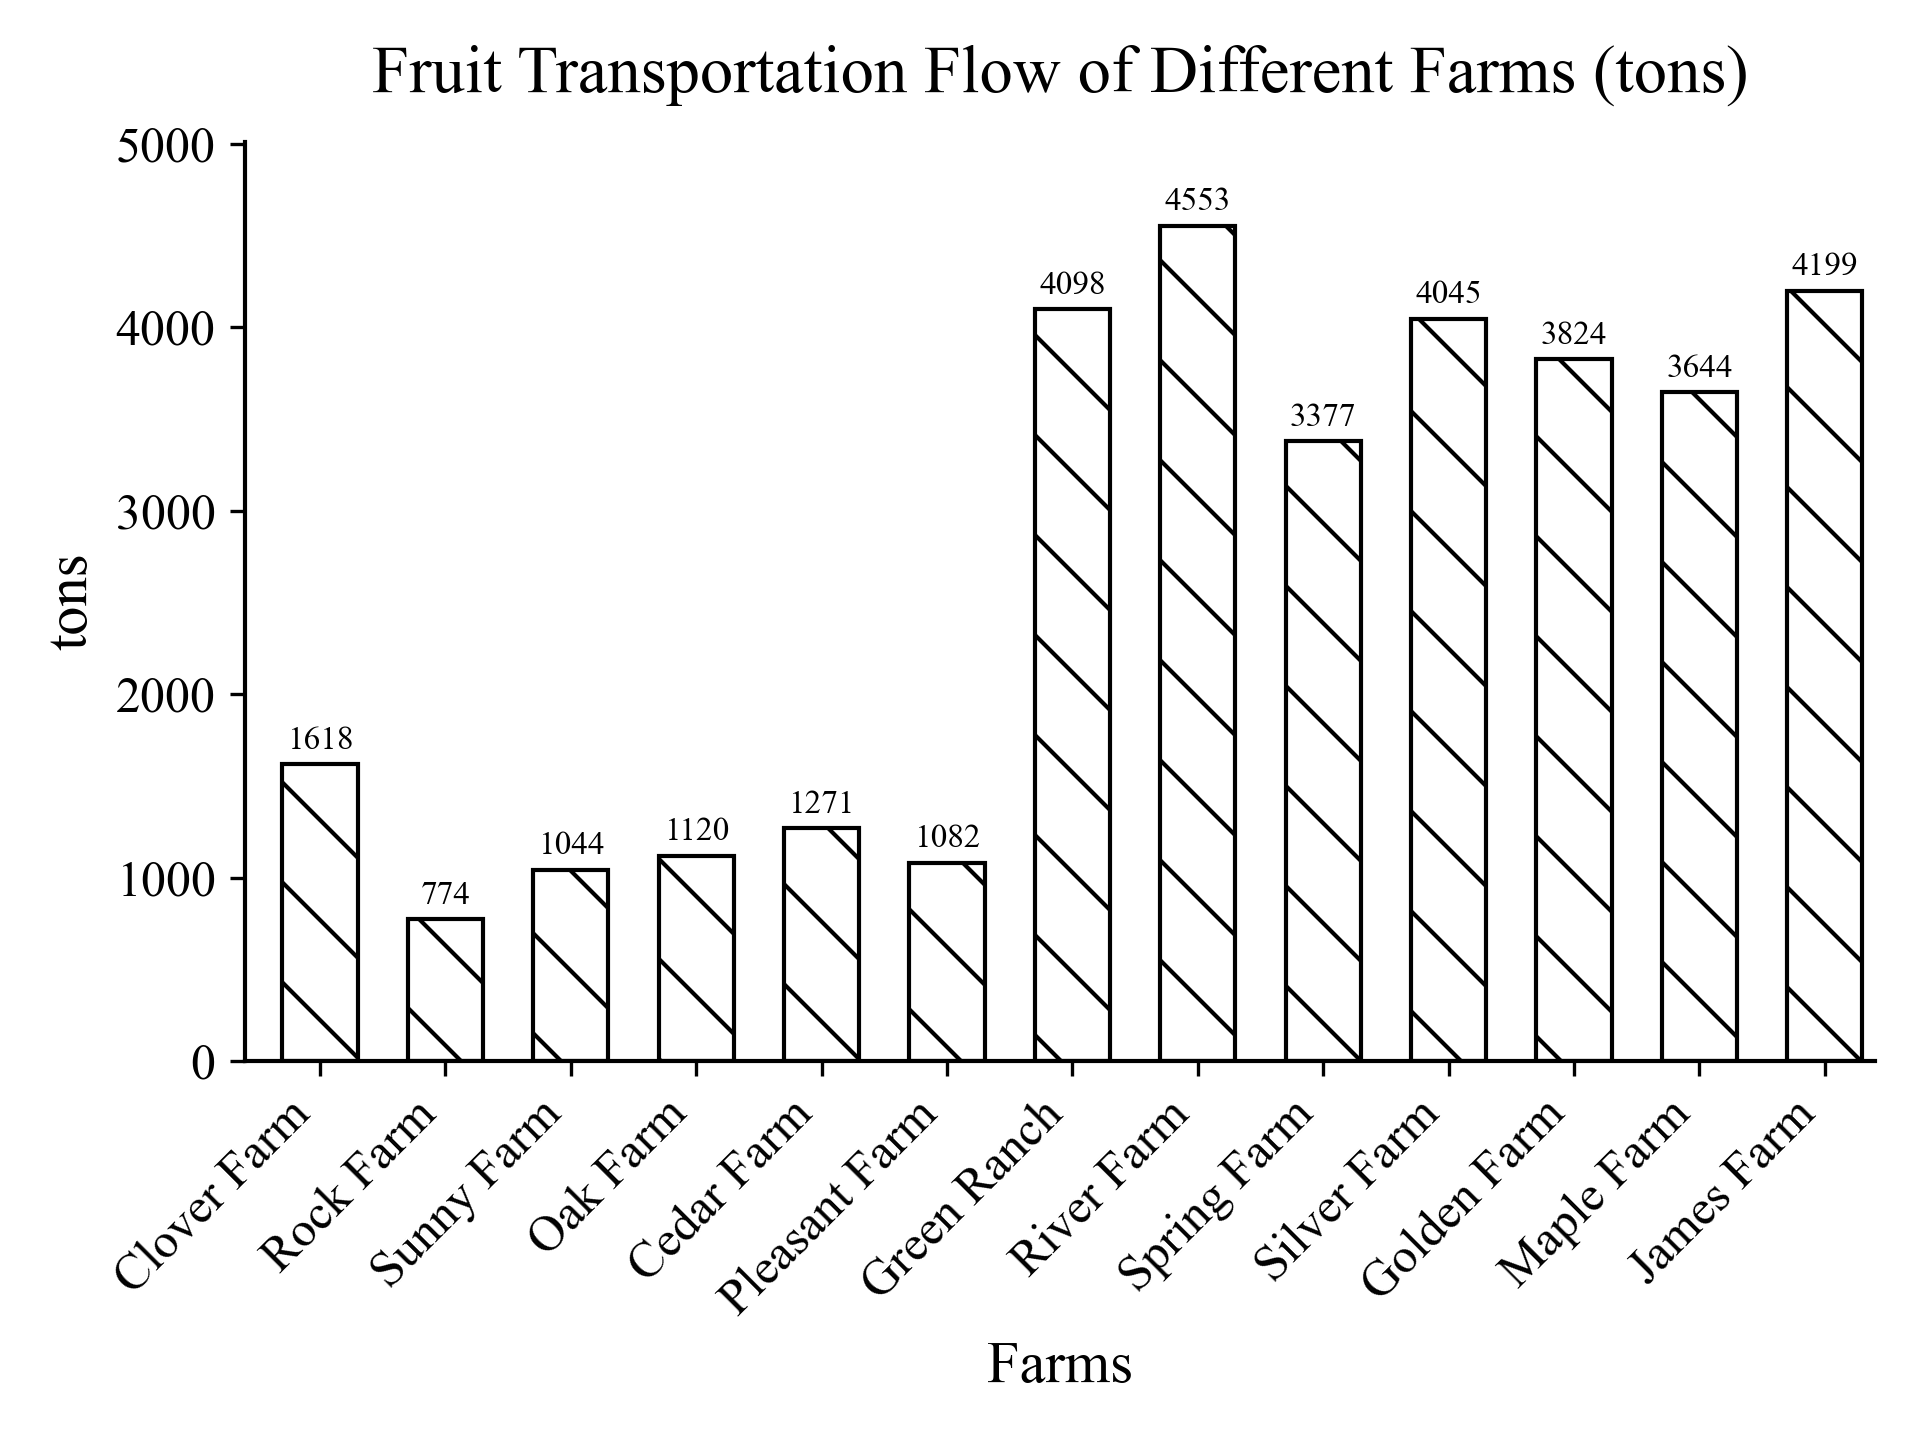 Fruit Transportation Flow of Different Farms (tons)
5000
4000
3000
2000
1000
0
tons
1618
774
1044
1120
1271
1082
4098
4553
3377
4045
3824
3644
4199
Clover Farm
Rock Farm
Sunny Farm
Oak Farm
Cedar Farm
Pleasant Farm
Green Ranch
River Farm
Spring Farm
Silver Farm
Golden Farm
Maple Farm
James Farm
Farms